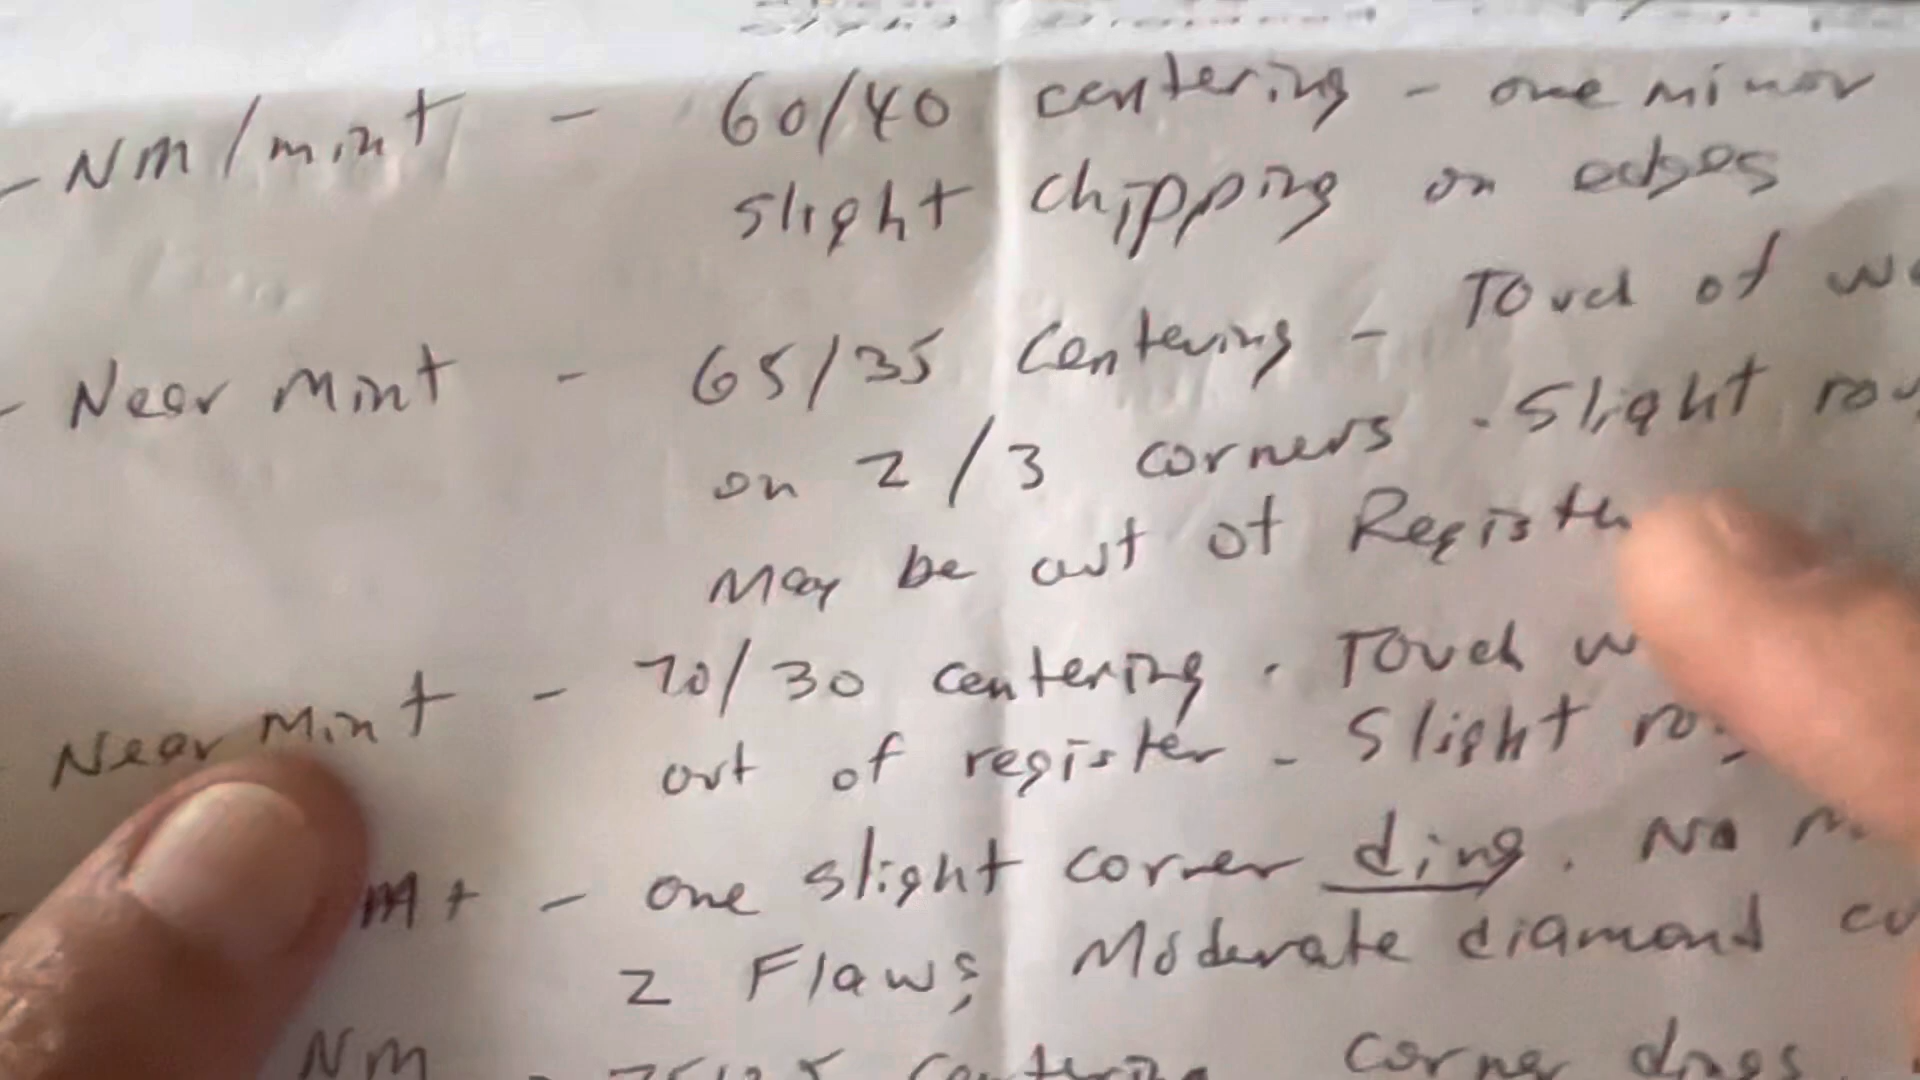 - NM/mint - 60/40 centering - one minor
slight chipping on edges
- Near Mint - 65/35 Centering - Touch of
on 2/3 corners . Slight
May be out of
Near Mint - 70/30 centering . Touch
out of register - Slight
- one slight corner ding. No
2 Flaws; Moderate diamond
NM - centering corner dings